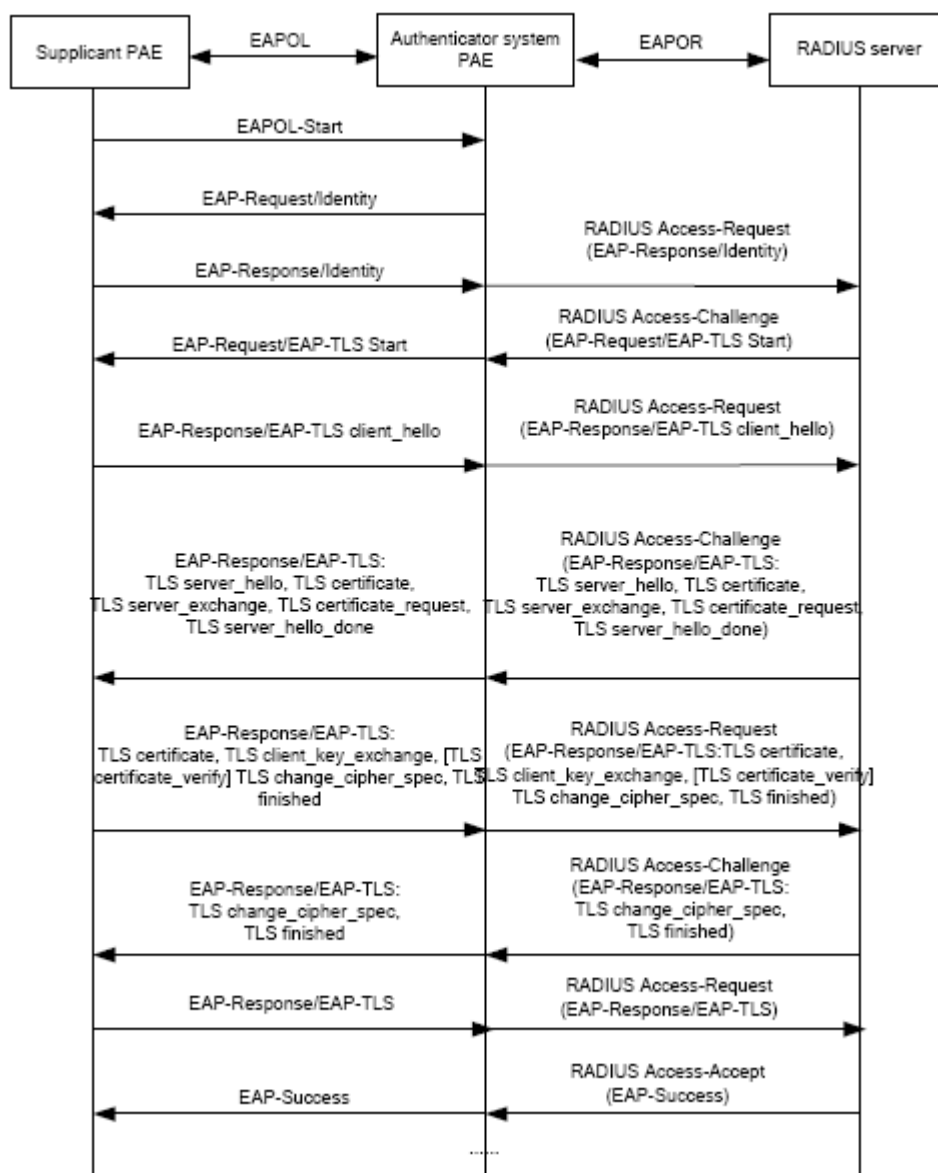 Supplicant PAE
EAPOL
Authenticator system
PAE
EAPOR
RADIUS server
EAPOL-Start
EAP-Request/Identity
RADIUS Access-Request
(EAP-Response/Identity)
EAP-Response/Identity
RADIUS Access-Challenge
(EAP-Request/EAP-TLS Start)
EAP-Request/EAP-TLS Start
RADIUS Access-Request
(EAP-Response/EAP-TLS client_hello)
EAP-Response/EAP-TLS client_hello
EAP-Response/EAP-TLS:
TLS server_hello, TLS certificate,
TLS server_exchange, TLS certificate_request,
TLS server_hello_done
RADIUS Access-Challenge
(EAP-Response/EAP-TLS:
TLS server_hello, TLS certificate,
TLS server_exchange, TLS certificate_request,
TLS server_hello_done)
EAP-Response/EAP-TLS:
TLS certificate, TLS client_key_exchange, [TLS
certificate_verify] TLS change_cipher_spec, TLS
finished
RADIUS Access-Request
(EAP-Response/EAP-TLS:TLS certificate,
TLS client_key_exchange, [TLS certificate_verify]
TLS change_cipher_spec, TLS finished)
EAP-Response/EAP-TLS:
TLS change_cipher_spec,
TLS finished
RADIUS Access-Challenge
(EAP-Response/EAP-TLS:
TLS change_cipher_spec,
TLS finished)
EAP-Response/EAP-TLS
RADIUS Access-Request
(EAP-Response/EAP-TLS)
EAP-Success
RADIUS Access-Accept
(EAP-Success)
......